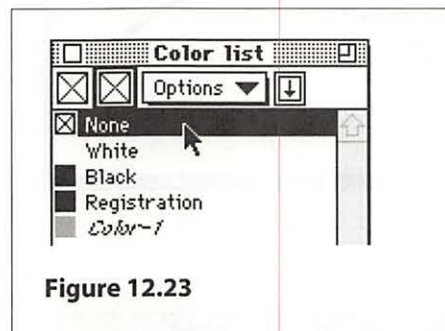 Color list
Options
None
White
Black
Registration
Color-1
Figure 12.23